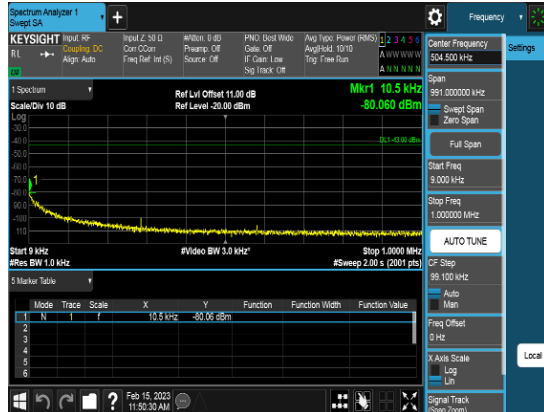 Spectrum Analyzer 1
Swept SA
+
Frequency
KEYSIGHT
RL
Input: RF
Coupling: DC
Align: Auto
Input Z: 50 Ω
Corr CCorr
Freq Ref: Int (S)
#Atten: 0 dB
Preamp: Off
Source: Off
PNO: Best Wide
Gate: Off
IF Gain: Low
Sig Track: Off
Avg Type: Power (RMS)
Avg|Hold: 10/10
Trig: Free Run
1 2 3 4 5 6
A W W W W W
A N N N N N
1 Spectrum
Scale/Div 10 dB
Ref Lvl Offset 11.00 dB
Ref Level -20.00 dBm
Mkr1 10.5 kHz
-80.060 dBm
Log
-30.0
-40.0
DL1 -43.00 dBm
-50.0
-60.0
-70.0
1
-80.0
-90.0
-100
-110
Start 9 kHz
#Video BW 3.0 kHz*
Stop 1.0000 MHz
#Res BW 1.0 kHz
#Sweep 2.00 s (2001 pts)
5 Marker Table
Mode Trace Scale X Y Function Function Width Function Value
1 N 1 f 10.5 kHz -80.06 dBm
2
3
4
5
6
Feb 15, 2023
11:50:30 AM
Center Frequency
504.500 kHz
Settings
Span
991.000000 kHz
Swept Span
Zero Span
Full Span
Start Freq
9.000 kHz
Stop Freq
1.000000 MHz
AUTO TUNE
CF Step
99.100 kHz
Auto
Man
Freq Offset
0 Hz
X Axis Scale
Log
Lin
Local
Signal Track
(Span Zoom)